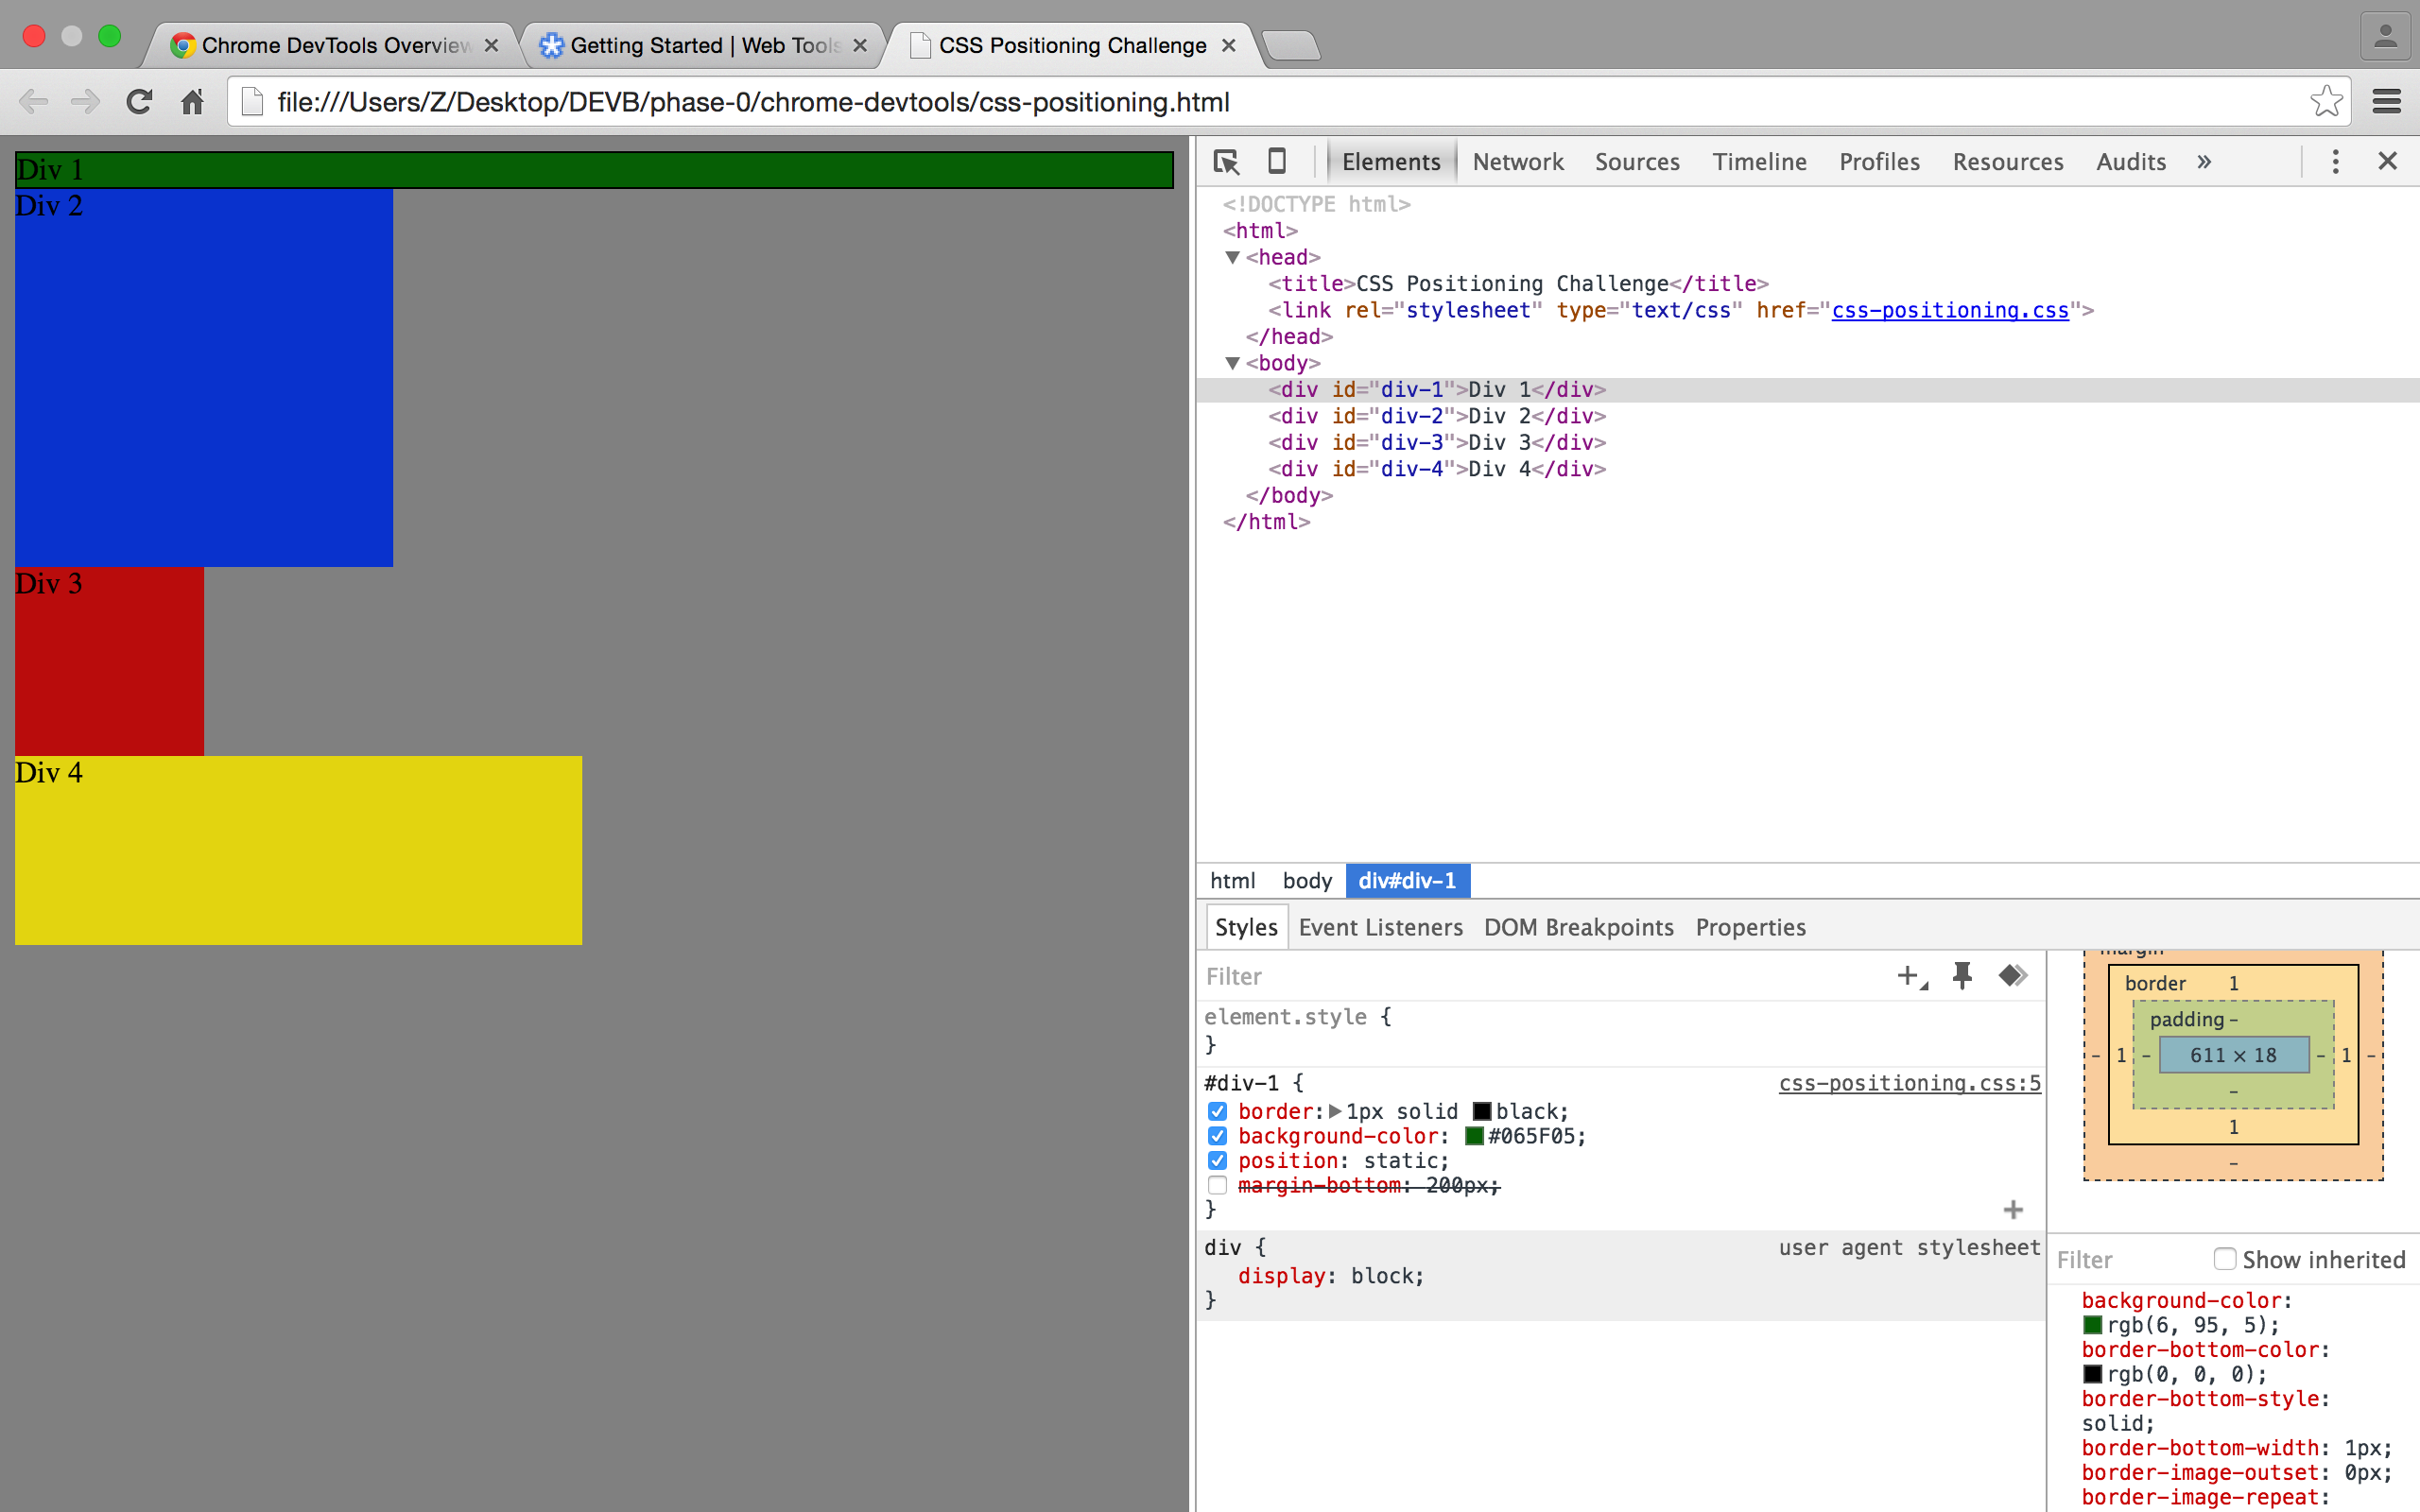 Chrome DevTools Overview
Getting Started | Web Tools
CSS Positioning Challenge
file:///Users/Z/Desktop/DEVB/phase-0/chrome-devtools/css-positioning.html
Div 1
Div 2
Div 3
Div 4
Elements Network Sources Timeline Profiles Resources Audits »
<!DOCTYPE html>
<html>
<head>
<title>CSS Positioning Challenge</title>
<link rel="stylesheet" type="text/css" href="css-positioning.css">
</head>
<body>
<div id="div-1">Div 1</div>
<div id="div-2">Div 2</div>
<div id="div-3">Div 3</div>
<div id="div-4">Div 4</div>
</body>
</html>
html body div#div-1
Styles Event Listeners DOM Breakpoints Properties
Filter
element.style {
}
#div-1 { css-positioning.css:5
border: 1px solid black;
background-color: #065F05;
position: static;
margin-bottom: 200px;
}
div { user agent stylesheet
display: block;
}
margin
border 1
padding -
- 1 - 611 × 18 - 1 -
-
1
-
Filter Show inherited
background-color:
rgb(6, 95, 5);
border-bottom-color:
rgb(0, 0, 0);
border-bottom-style:
solid;
border-bottom-width: 1px;
border-image-outset: 0px;
border-image-repeat: